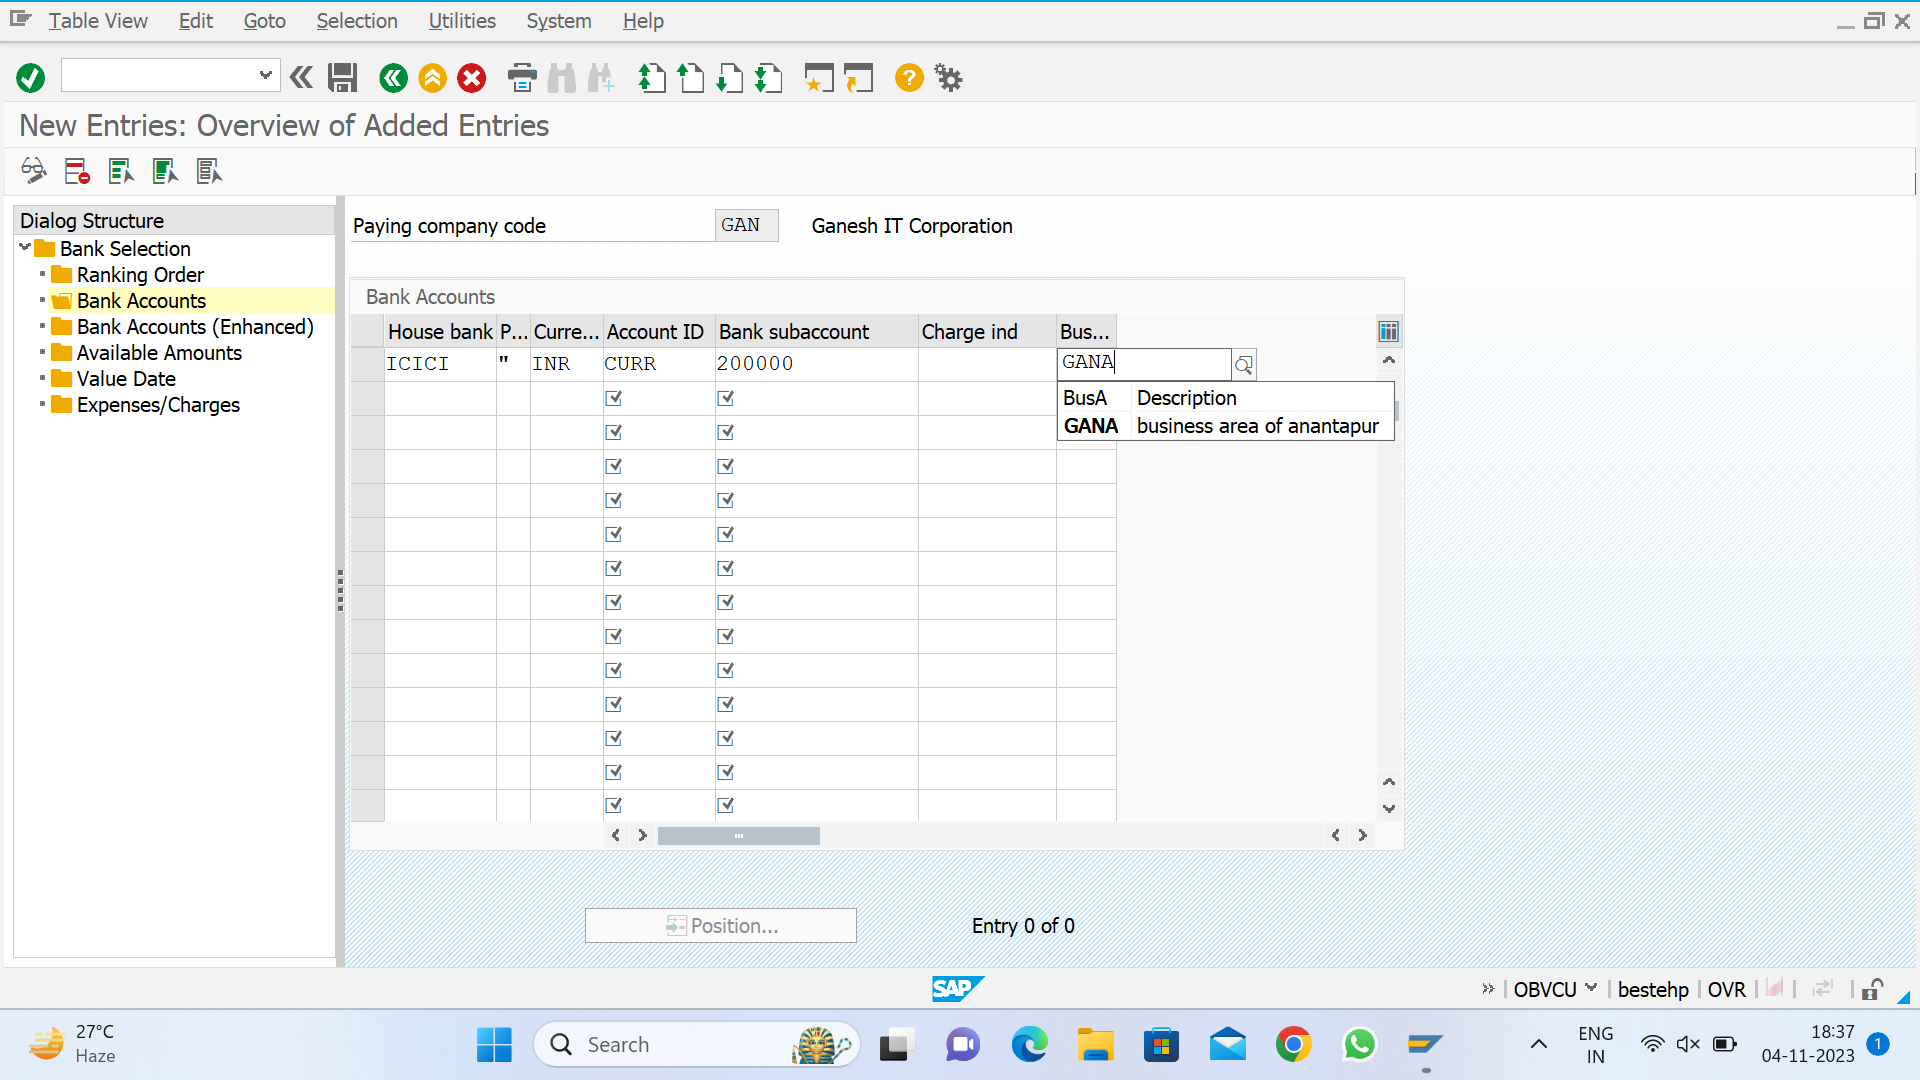 Table View Edit Goto Selection Utilities System Help
New Entries: Overview of Added Entries
Dialog Structure
Bank Selection
Ranking Order
Bank Accounts
Bank Accounts (Enhanced)
Available Amounts
Value Date
Expenses/Charges
Paying company code GAN Ganesh IT Corporation
Bank Accounts
House bank P... Curre... Account ID Bank subaccount Charge ind Bus...
ICICI " INR CURR 200000 GANA
BusA Description
GANA business area of anantapur
Position...
Entry 0 of 0
SAP
OBVCU bestehp OVR
27°C
Haze
Search
ENG
IN
18:37
04-11-2023
1